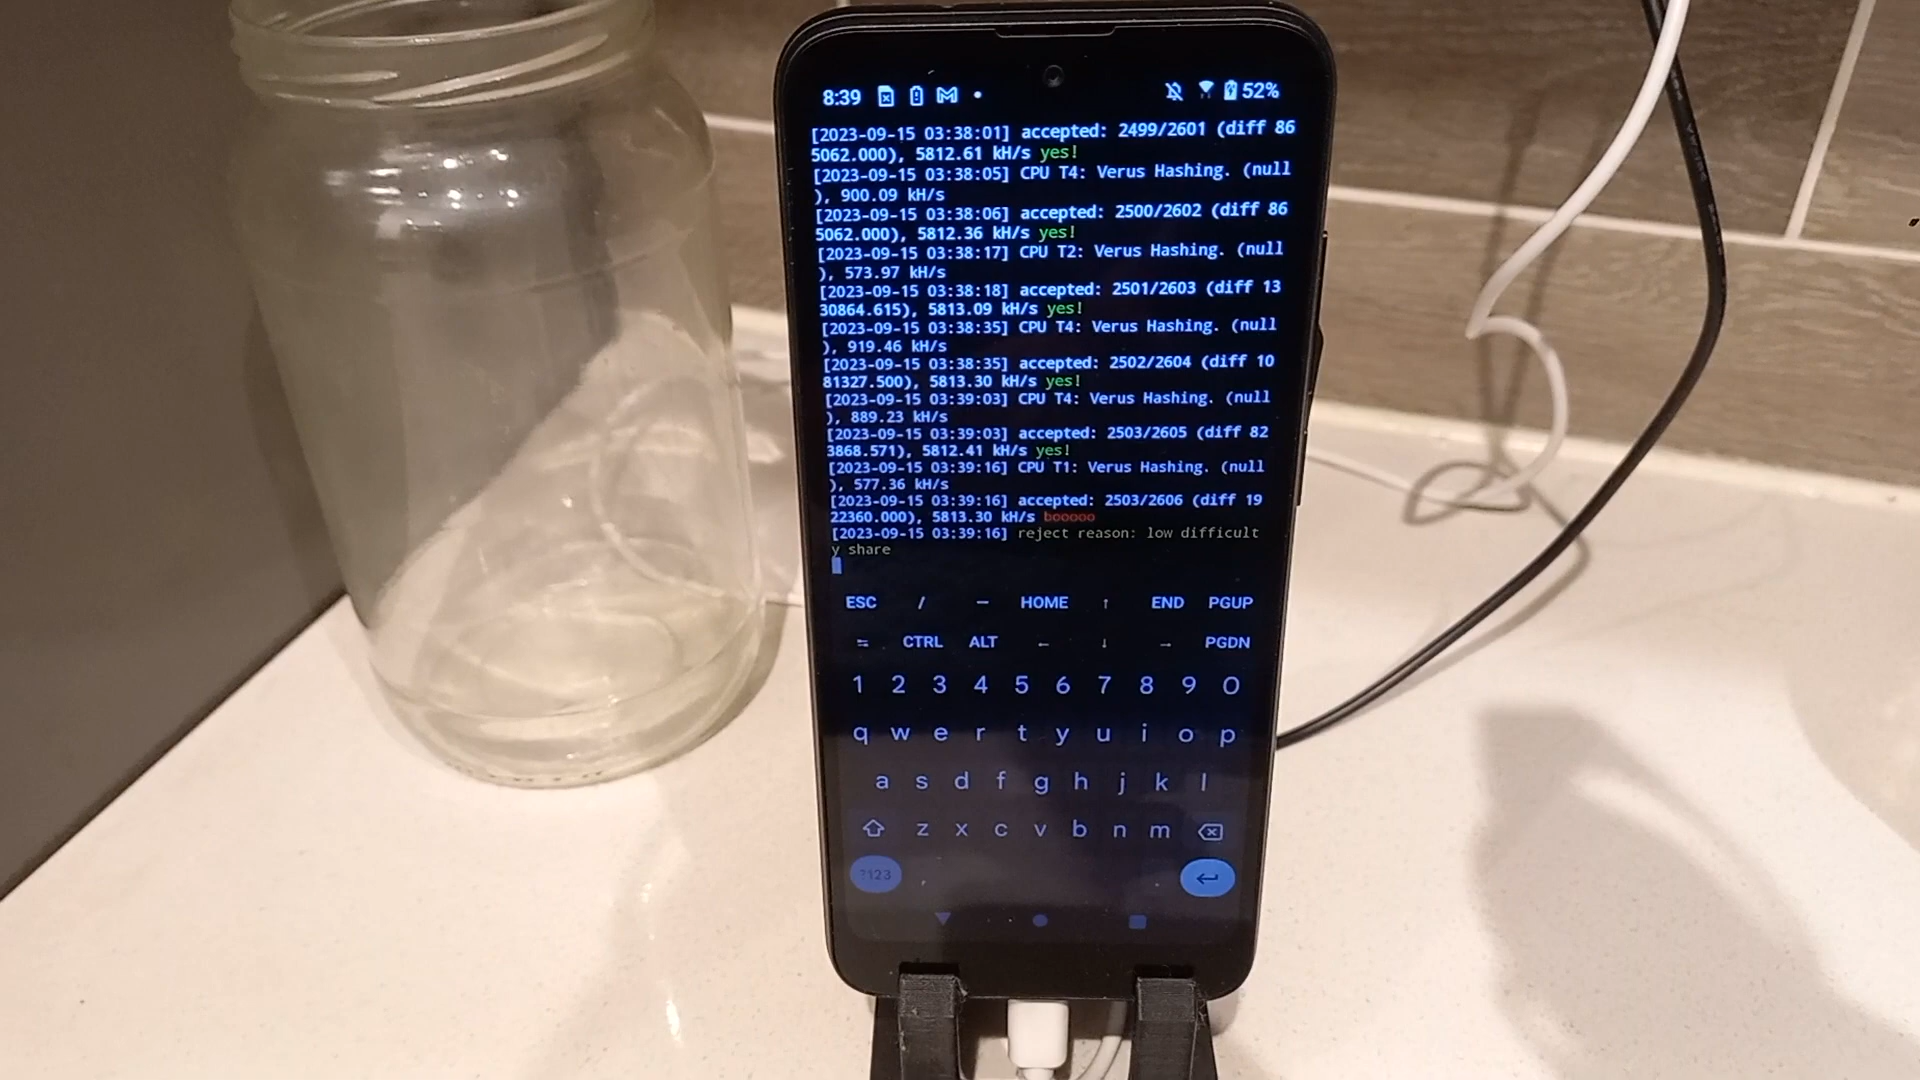 8:39 52%
[2023-09-15 03:38:01] accepted: 2499/2601 (diff 86
5062.000), 5812.61 kH/s yes!
[2023-09-15 03:38:05] CPU T4: Verus Hashing. (null
), 900.09 kH/s
[2023-09-15 03:38:06] accepted: 2500/2602 (diff 86
5062.000), 5812.36 kH/s yes!
[2023-09-15 03:38:17] CPU T2: Verus Hashing. (null
), 573.97 kH/s
[2023-09-15 03:38:18] accepted: 2501/2603 (diff 13
30864.615), 5813.09 kH/s yes!
[2023-09-15 03:38:35] CPU T4: Verus Hashing. (null
), 919.46 kH/s
[2023-09-15 03:38:35] accepted: 2502/2604 (diff 10
81327.500), 5813.30 kH/s yes!
[2023-09-15 03:39:03] CPU T4: Verus Hashing. (null
), 889.23 kH/s
[2023-09-15 03:39:03] accepted: 2503/2605 (diff 82
3868.571), 5812.41 kH/s yes!
[2023-09-15 03:39:16] CPU T1: Verus Hashing. (null
), 577.36 kH/s
[2023-09-15 03:39:16] accepted: 2503/2606 (diff 19
22360.000), 5813.30 kH/s booooo
[2023-09-15 03:39:16] reject reason: low difficult
y share
ESC / — HOME ↑ END PGUP
⇆ CTRL ALT ← ↓ → PGDN
1 2 3 4 5 6 7 8 9 0
q w e r t y u i o p
a s d f g h j k l
z x c v b n m
?123 , .